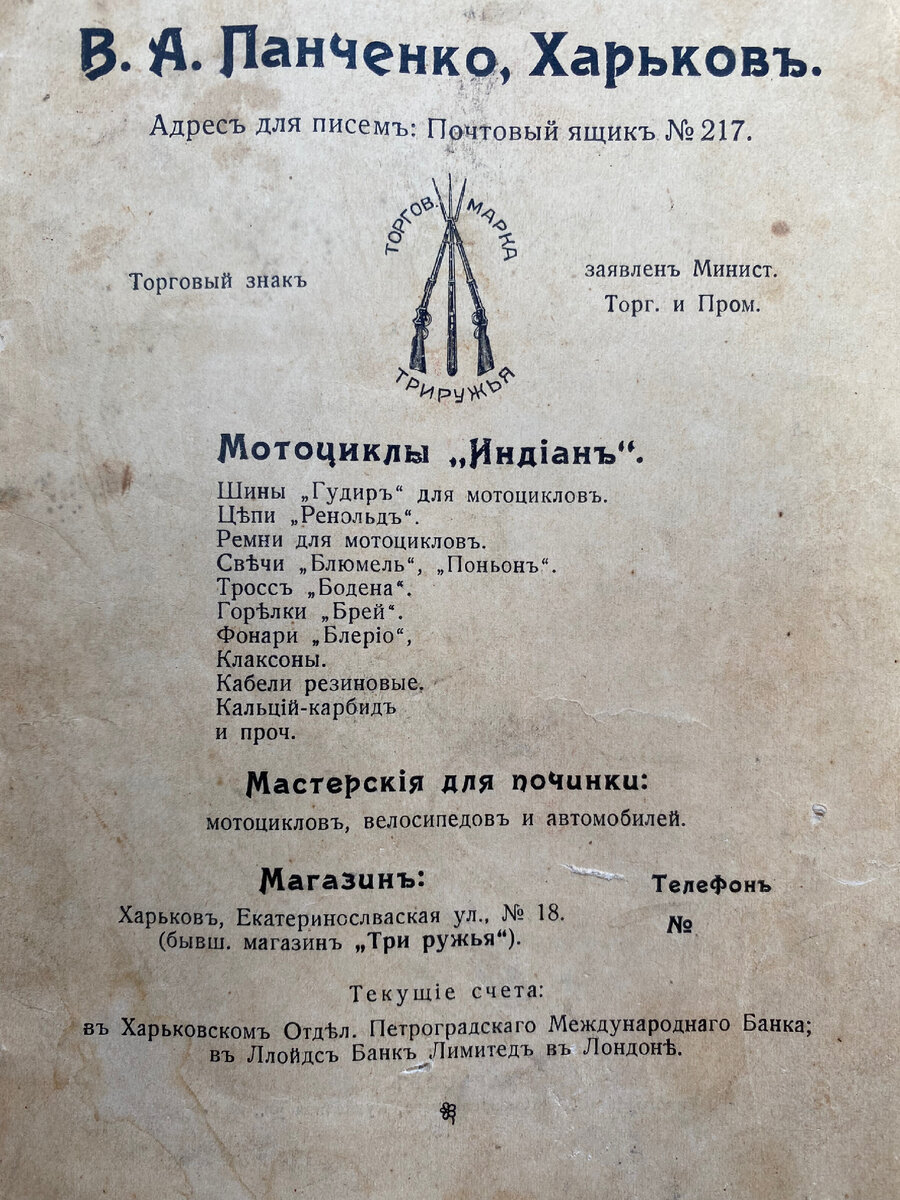 В. А. Панченко, Харьковъ.
Адресъ для писемъ: Почтовый ящикъ № 217.
ТОРГОВ. МАРКА
Торговый знакъ
заявленъ Минист.
Торг. и Пром.
ТРИ РУЖЬЯ
Мотоциклы „Индіанъ“.
Шины „Гудиръ“ для мотоцикловъ.
Цѣпи „Ренольдъ“.
Ремни для мотоцикловъ.
Свѣчи „Блюмель“, „Поньонъ“.
Троссъ „Бодена“.
Горѣлки „Брей“.
Фонари „Блеріо“,
Клаксоны.
Кабели резиновые.
Кальцій-карбидъ
и проч.
Мастерскія для починки:
мотоцикловъ, велосипедовъ и автомобилей.
Магазинъ:
Харьковъ, Екатеринослваская ул., № 18.
(бывш. магазинъ „Три ружья“).
Телефонъ
№
Текущіе счета:
въ Харьковскомъ Отдѣл. Петроградскаго Международнаго Банка;
въ Ллойдсъ Банкъ Лимитедъ въ Лондонѣ.